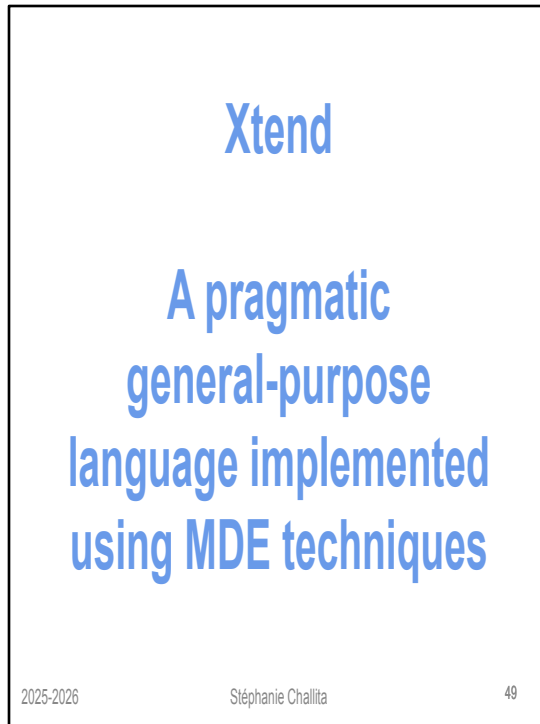 Xtend
A pragmatic
general-purpose
language implemented
using MDE techniques
2025-2026 Stéphanie Challita 49